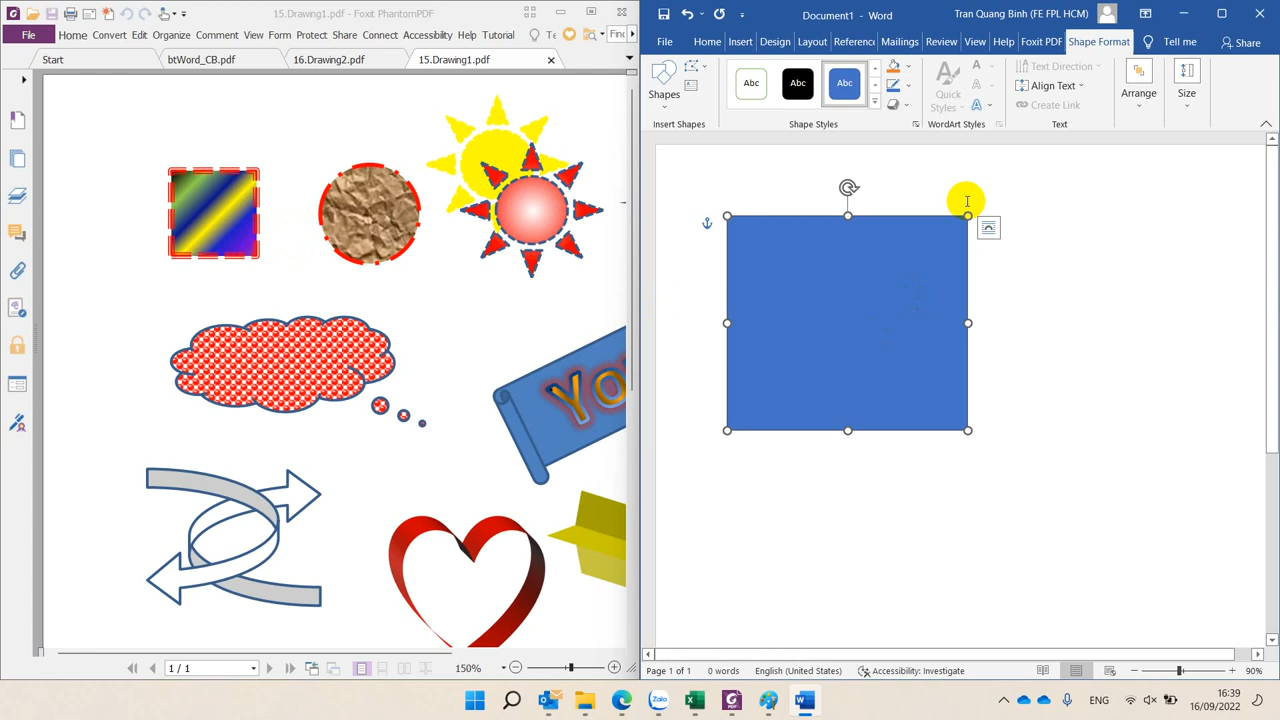 15.Drawing1.pdf - Foxit PhantomPDF
File Home Convert Edit Organize Comment View Form Protect Share Connect Accessibility Help Tutorial
Start btWord_CB.pdf 16.Drawing2.pdf 15.Drawing1.pdf
1 / 1 150%
Document1 - Word Tran Quang Binh (FE FPL HCM)
File Home Insert Design Layout Referenc Mailings Review View Help Foxit PDF Shape Format Tell me Share
Shapes
Abc Abc Abc
Quick Styles
Text Direction
Align Text
Create Link
Arrange
Size
Insert Shapes Shape Styles WordArt Styles Text
Page 1 of 1 0 words English (United States) Accessibility: Investigate 90%
Zalo
PDF
ENG
16:39
16/09/2022